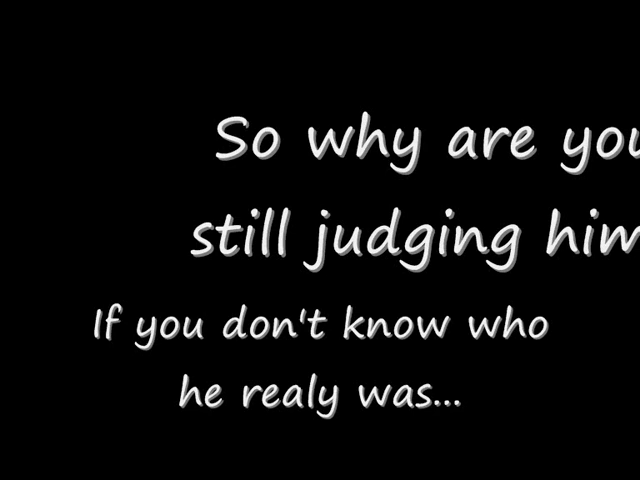 So why are you
still judging him
If you don't know who
he realy was...